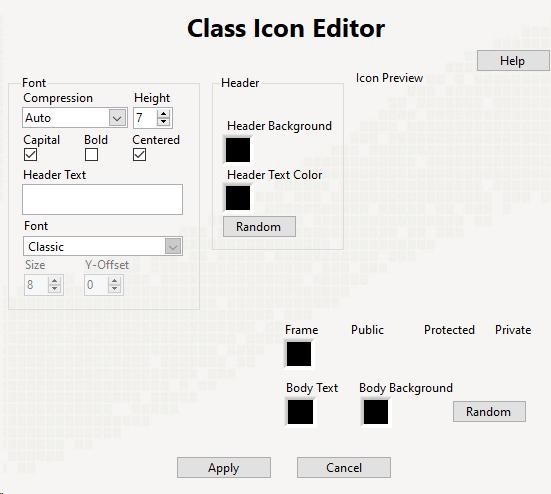 Class Icon Editor
Help
Font
Header
Icon Preview
Compression
Height
Auto
7
Capital
Bold
Centered
Header Background
Header Text
Header Text Color
Random
Font
Classic
Size
Y-Offset
8
0
Frame
Public
Protected
Private
Body Text
Body Background
Random
Apply
Cancel